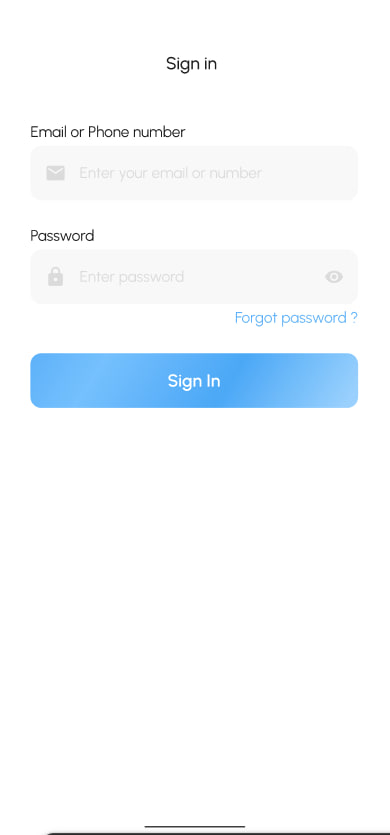 Sign in
Email or Phone number
Enter your email or number
Password
Enter password
Forgot password ?
Sign In